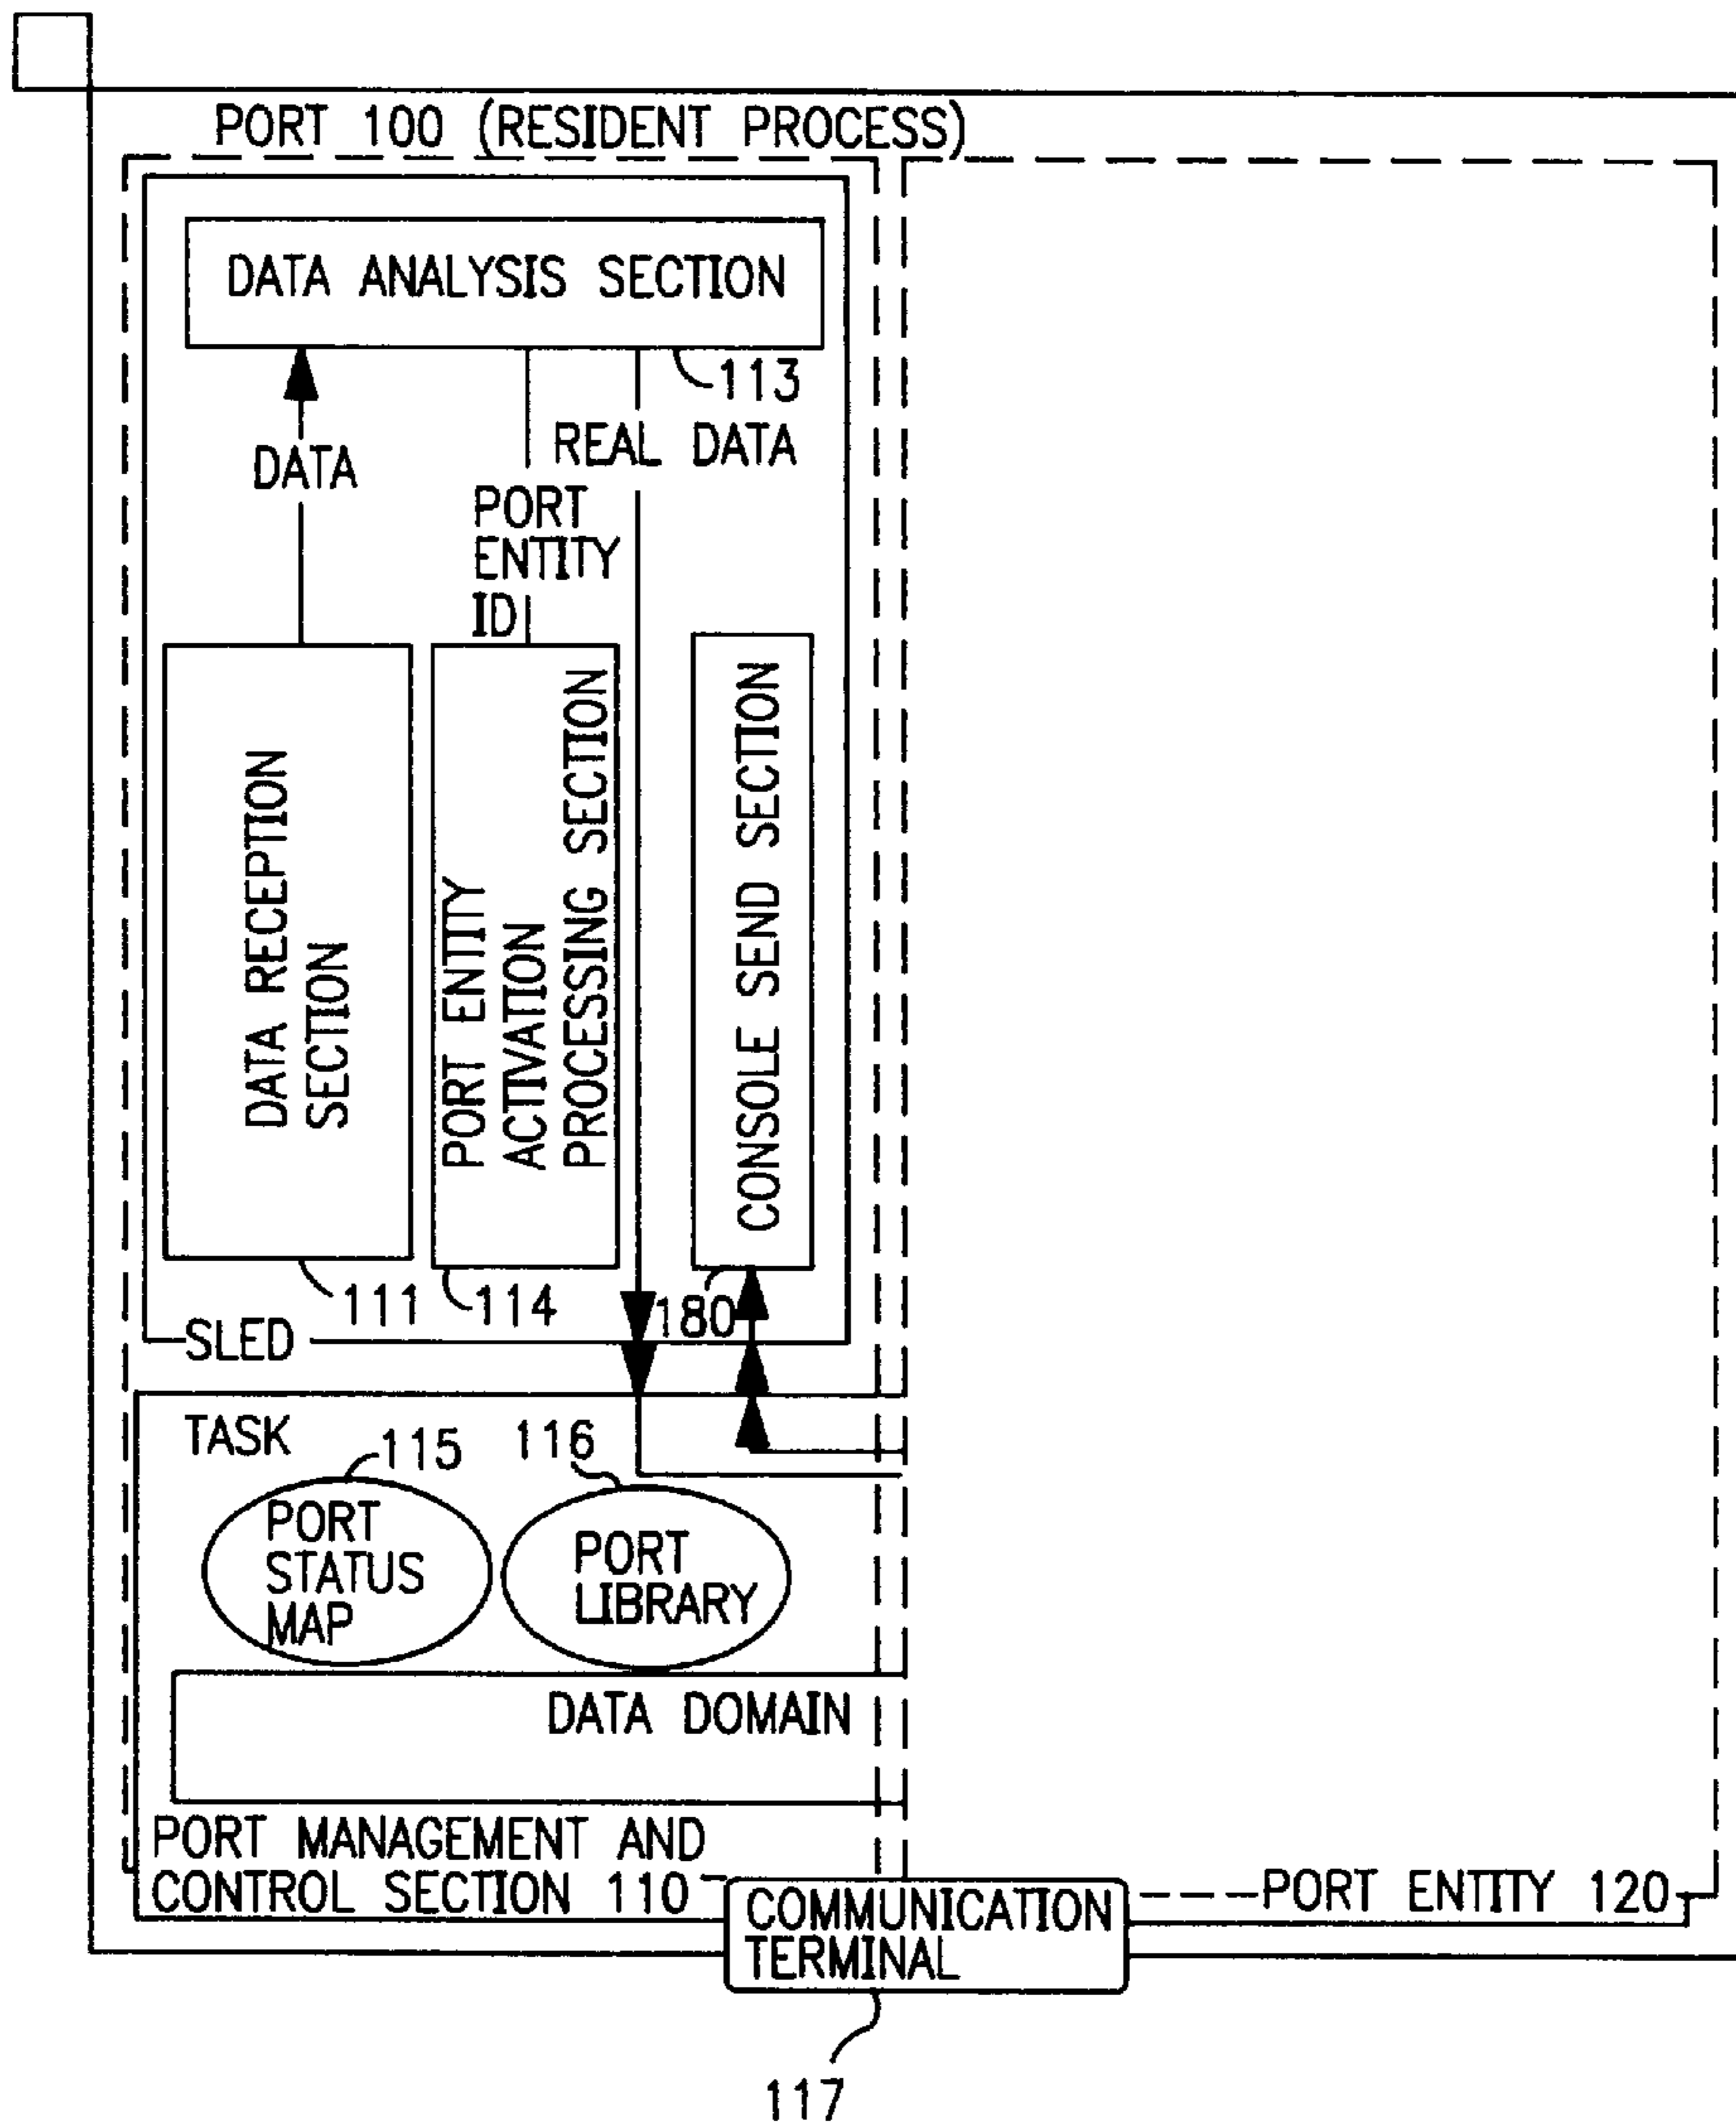 PORT 100 (RESIDENT PROCESS)
DATA ANALYSIS SECTION
113
DATA
REAL DATA
PORT
ENTITY
ID
DATA RECEPTION
SECTION
PORT ENTITY
ACTIVATION
PROCESSING SECTION
CONSOLE SEND SECTION
111
114
180
SLED
TASK
115
116
PORT
STATUS
MAP
PORT
LIBRARY
DATA DOMAIN
PORT MANAGEMENT AND
CONTROL SECTION 110
COMMUNICATION
TERMINAL
PORT ENTITY 120
117